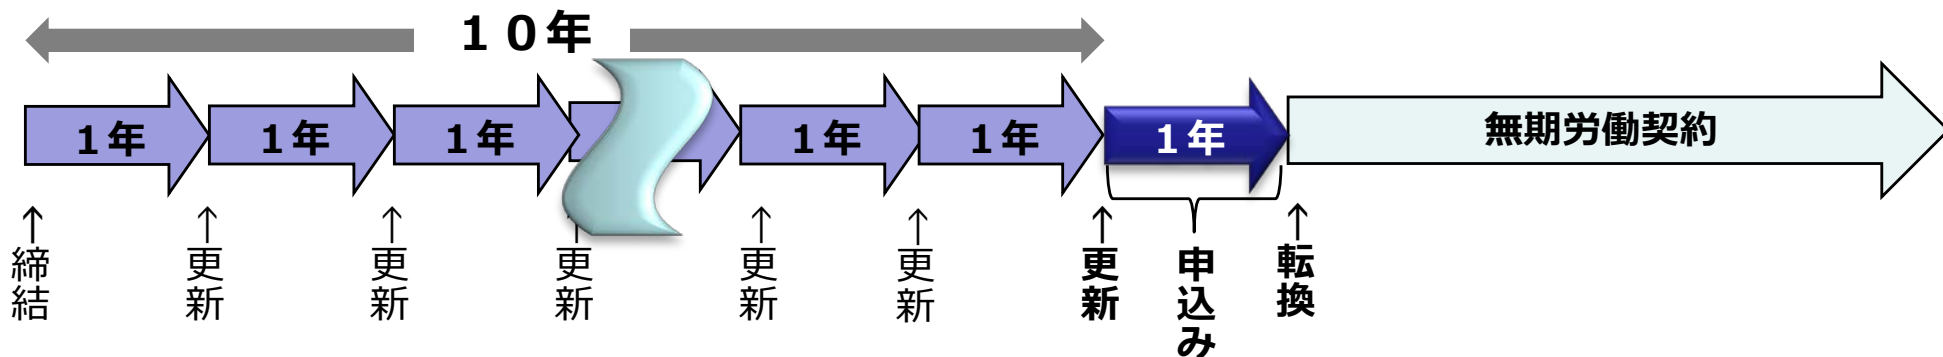 １０年
１年
１年
１年
１年
１年
１年
無期労働契約
↑締結
↑更新
↑更新
↑更新
↑更新
↑更新
↑更新
申込み
↑転換